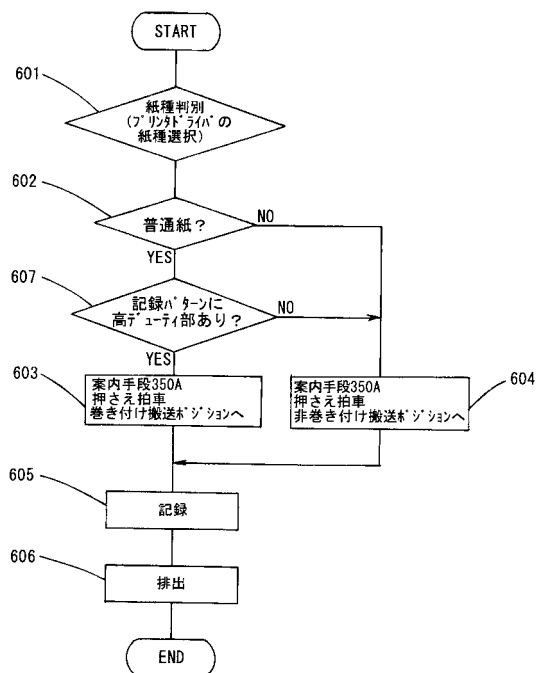 START
601
紙種判別
(プリンタドライバの
紙種選択)
602
普通紙?
NO
YES
607
記録パターンに
高デューティ部あり?
NO
YES
603
案内手段350A
押さえ拍車
巻き付け搬送ポジションへ
案内手段350A
押さえ拍車
非巻き付け搬送ポジションへ
604
605
記録
606
排出
END